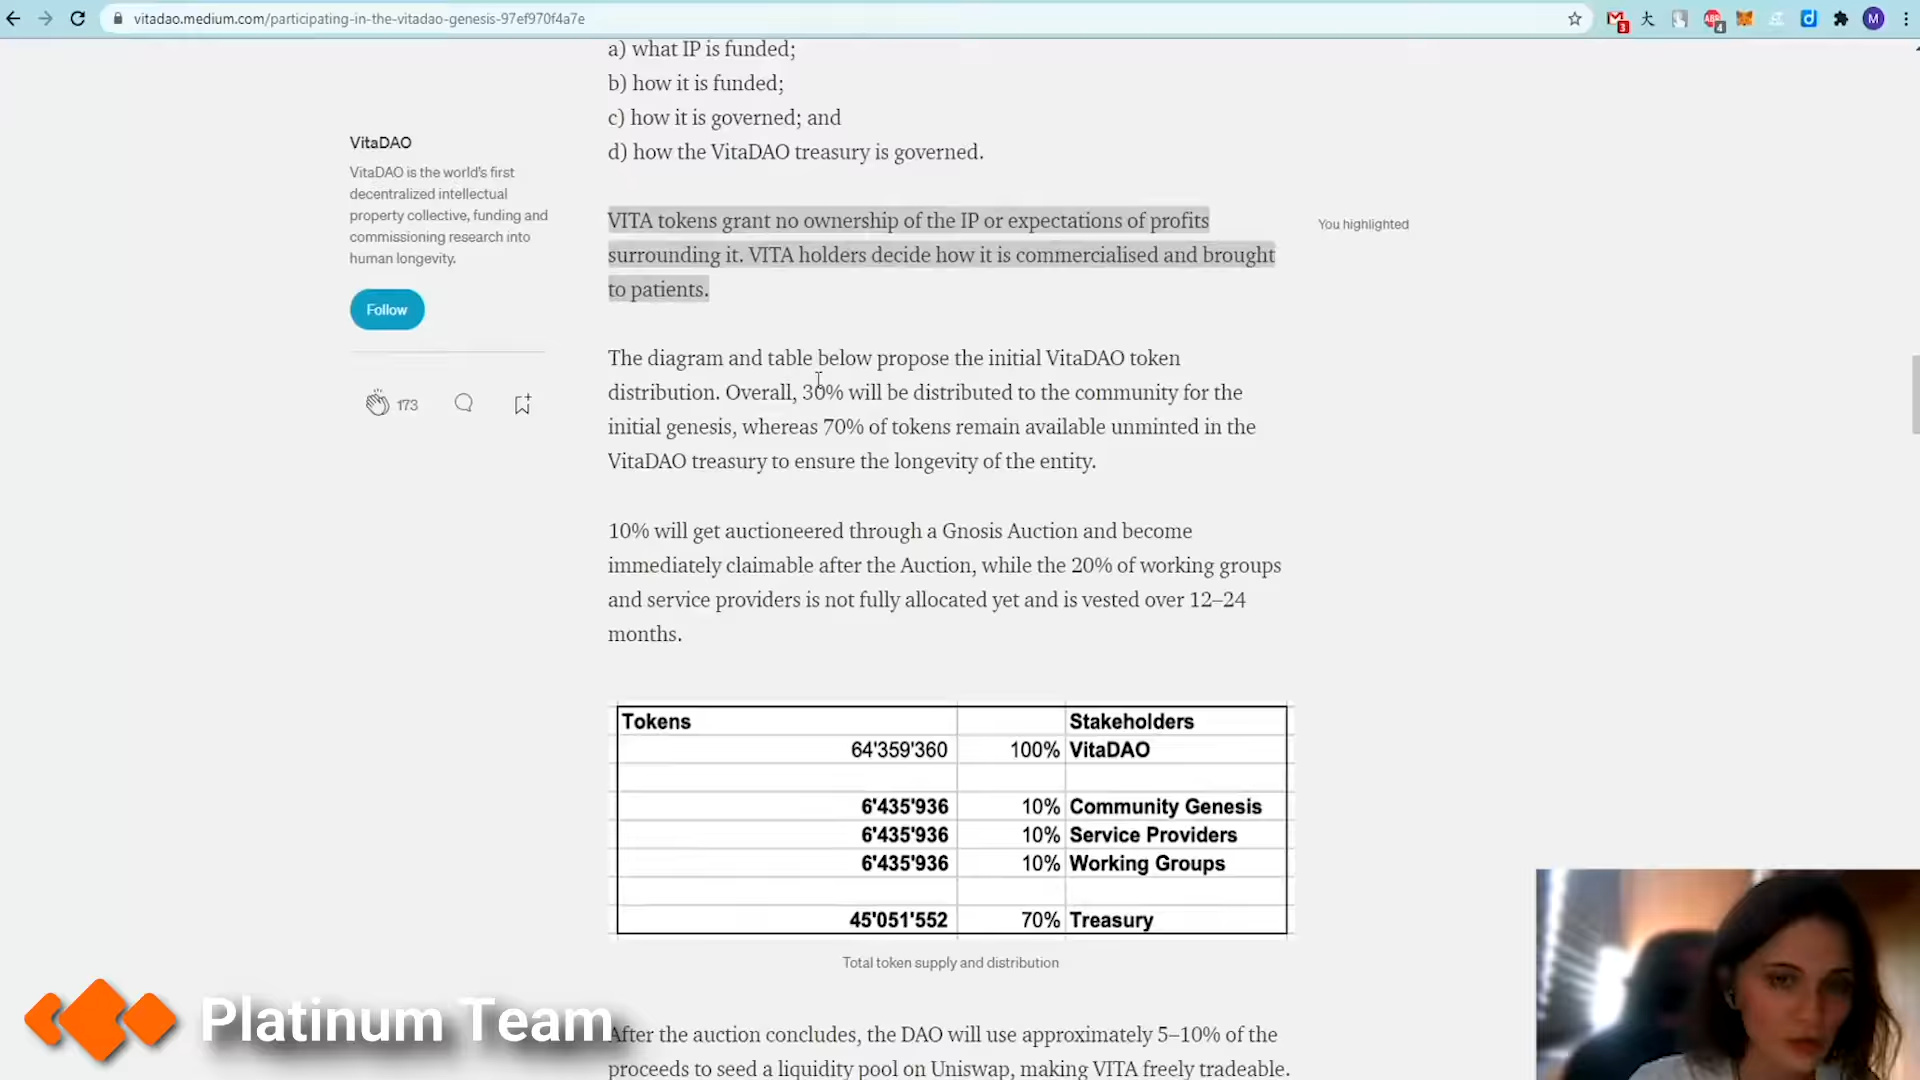 vitadao.medium.com/participating-in-the-vitadao-genesis-97ef970f4a7e
3
大
ABP
4
d
M
a) what IP is funded;
b) how it is funded;
c) how it is governed; and
d) how the VitaDAO treasury is governed.
VitaDAO
VitaDAO is the world's first
decentralized intellectual
property collective, funding and
commissioning research into
human longevity.
Follow
173
VITA tokens grant no ownership of the IP or expectations of profits
surrounding it. VITA holders decide how it is commercialised and brought
to patients.
You highlighted
The diagram and table below propose the initial VitaDAO token
distribution. Overall, 30% will be distributed to the community for the
initial genesis, whereas 70% of tokens remain available unminted in the
VitaDAO treasury to ensure the longevity of the entity.
10% will get auctioneered through a Gnosis Auction and become
immediately claimable after the Auction, while the 20% of working groups
and service providers is not fully allocated yet and is vested over 12–24
months.
Tokens Stakeholders
64'359'360 100% VitaDAO
6'435'936 10% Community Genesis
6'435'936 10% Service Providers
6'435'936 10% Working Groups
45'051'552 70% Treasury
Total token supply and distribution
Platinum Team
After the auction concludes, the DAO will use approximately 5–10% of the
proceeds to seed a liquidity pool on Uniswap, making VITA freely tradeable.